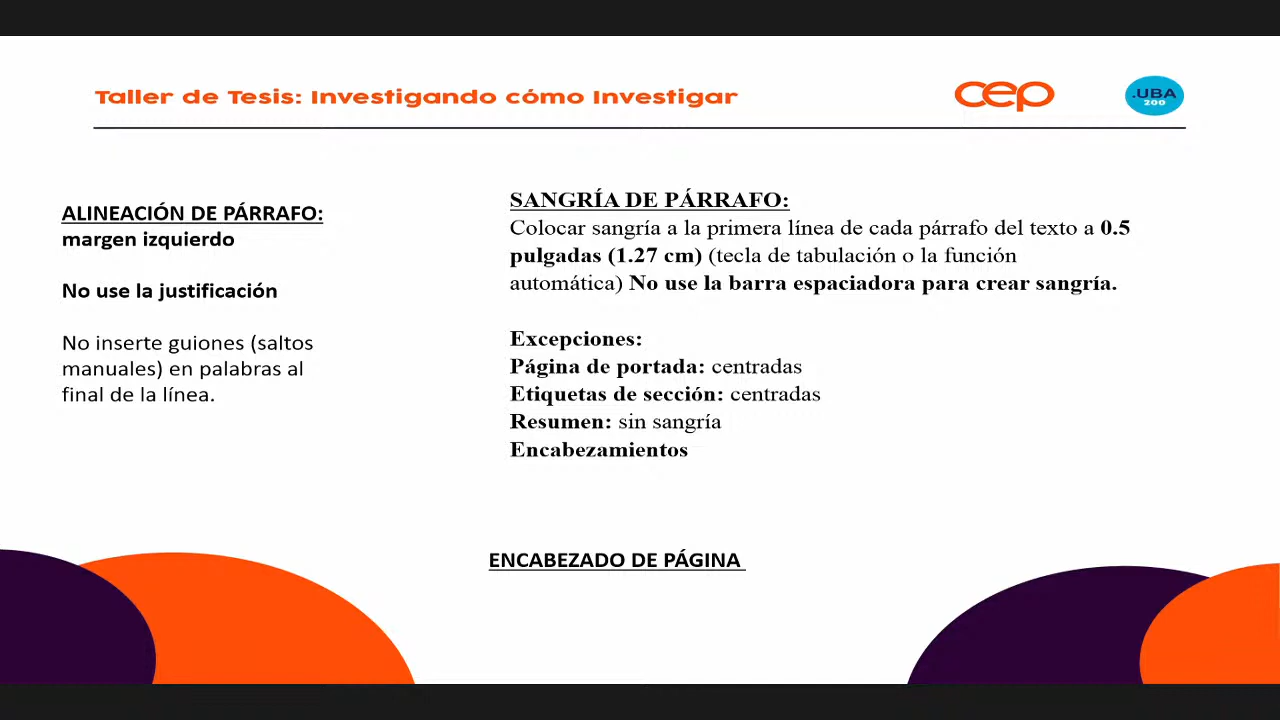 Taller de Tesis: Investigando cómo Investigar
cep
.UBA
200
ALINEACIÓN DE PÁRRAFO:
margen izquierdo
No use la justificación
No inserte guiones (saltos
manuales) en palabras al
final de la línea.
SANGRÍA DE PÁRRAFO:
Colocar sangría a la primera línea de cada párrafo del texto a 0.5
pulgadas (1.27 cm) (tecla de tabulación o la función
automática) No use la barra espaciadora para crear sangría.
Excepciones:
Página de portada: centradas
Etiquetas de sección: centradas
Resumen: sin sangría
Encabezamientos
ENCABEZADO DE PÁGINA